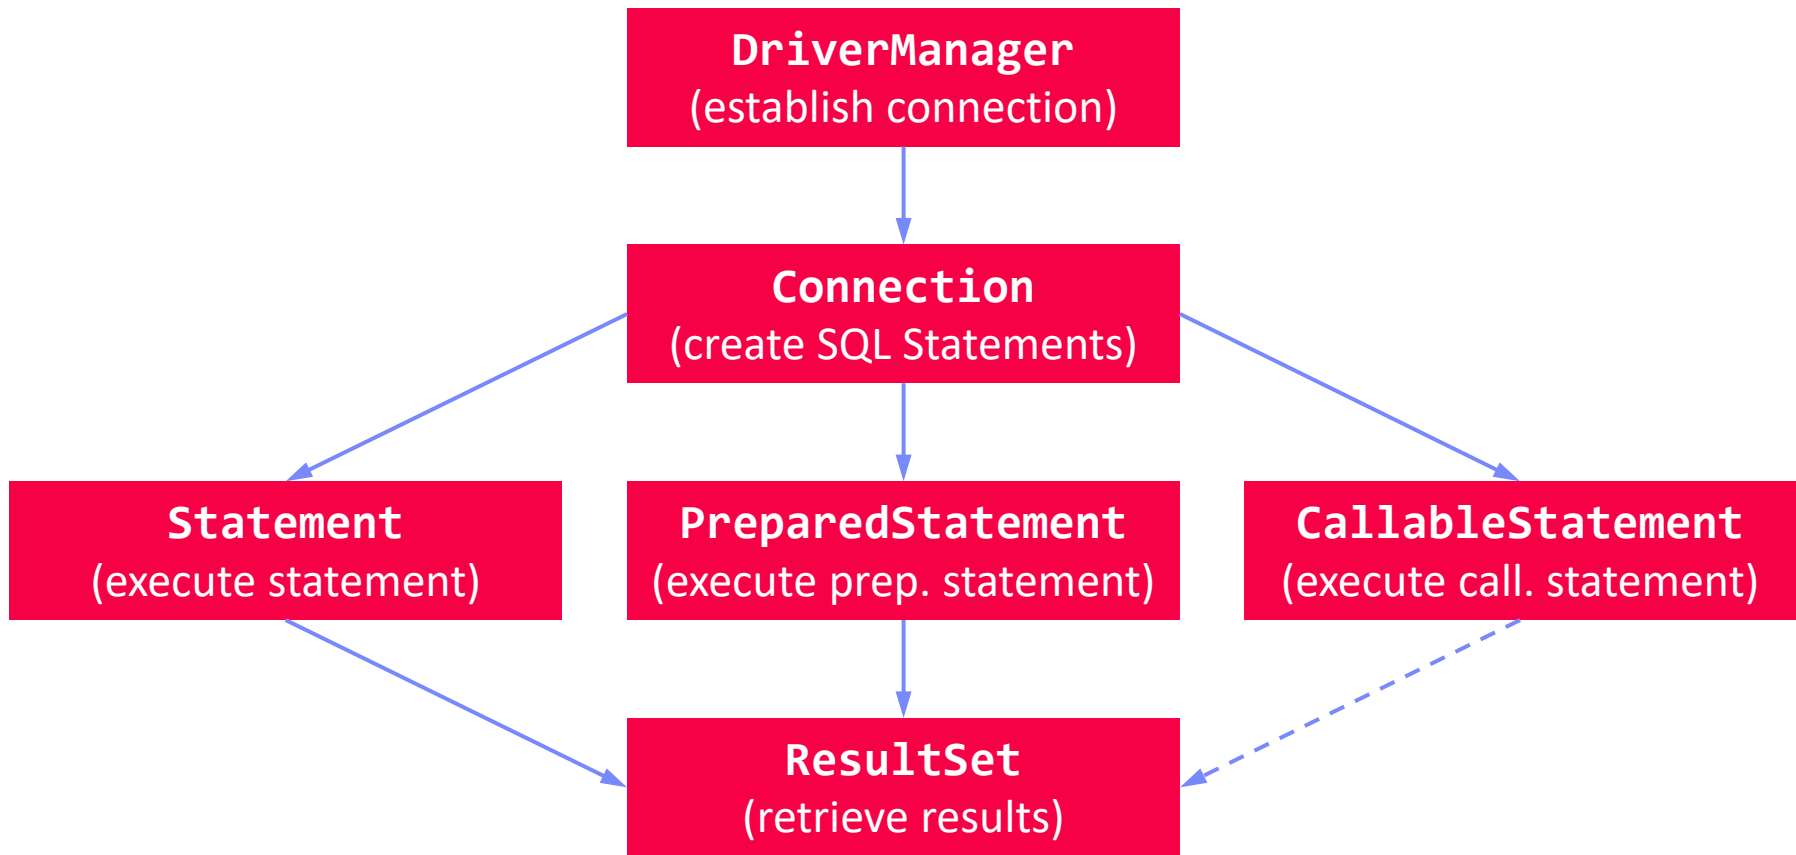 DriverManager
(establish connection)
Connection
(create SQL Statements)
Statement
(execute statement)
PreparedStatement
(execute prep. statement)
CallableStatement
(execute call. statement)
ResultSet
(retrieve results)